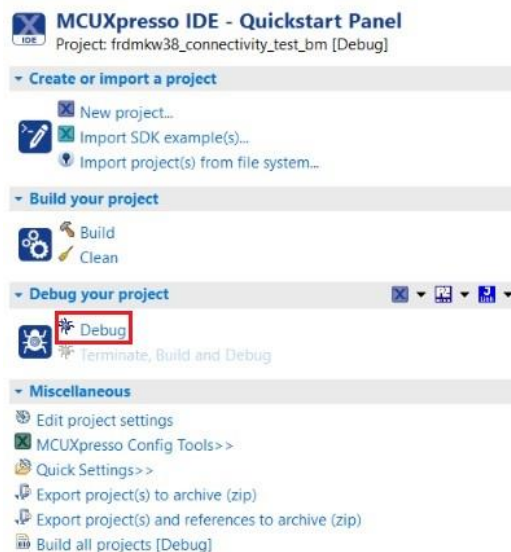 MCUXpresso IDE - Quickstart Panel
IDE
Project: frdmkw38_connectivity_test_bm [Debug]
Create or import a project
New project...
Import SDK example(s)...
Import project(s) from file system...
Build your project
Build
Clean
Debug your project
Debug
Terminate, Build and Debug
Miscellaneous
Edit project settings
MCUXpresso Config Tools>>
Quick Settings>>
Export project(s) to archive (zip)
Export project(s) and references to archive (zip)
Build all projects [Debug]